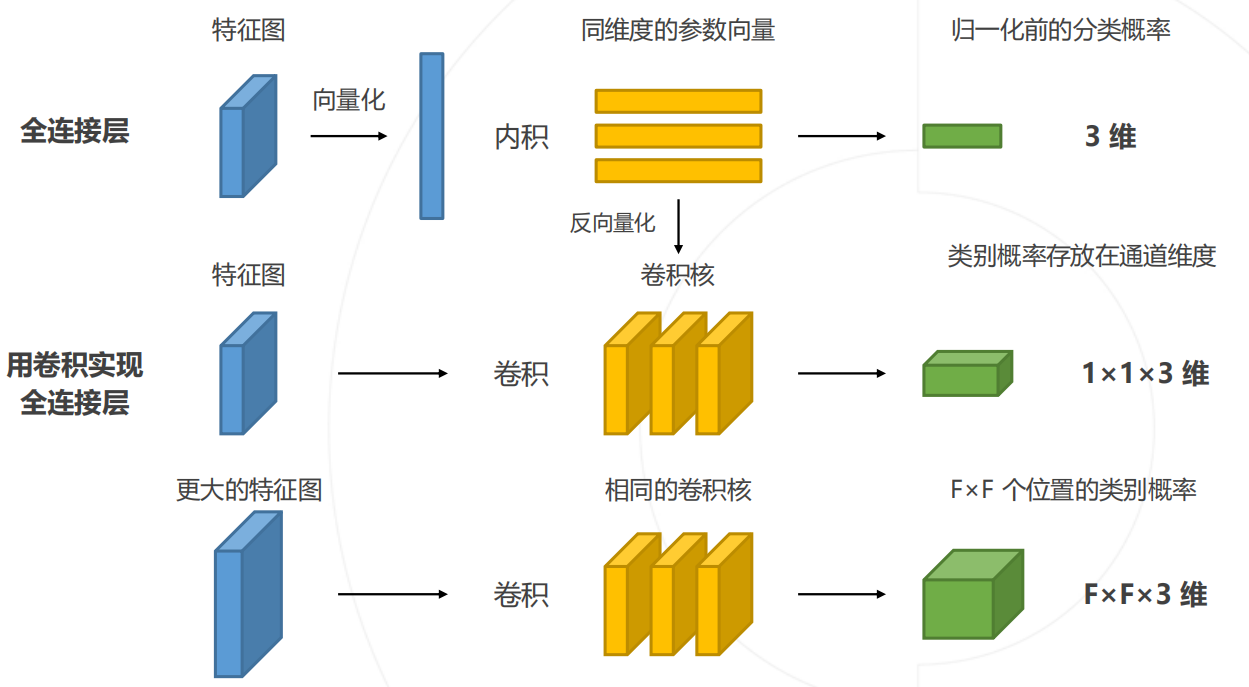 特征图
同维度的参数向量
归一化前的分类概率
向量化
全连接层
内积
3 维
反向量化
类别概率存放在通道维度
特征图
卷积核
用卷积实现
全连接层
卷积
1×1×3 维
更大的特征图
相同的卷积核
F×F 个位置的类别概率
卷积
F×F×3 维